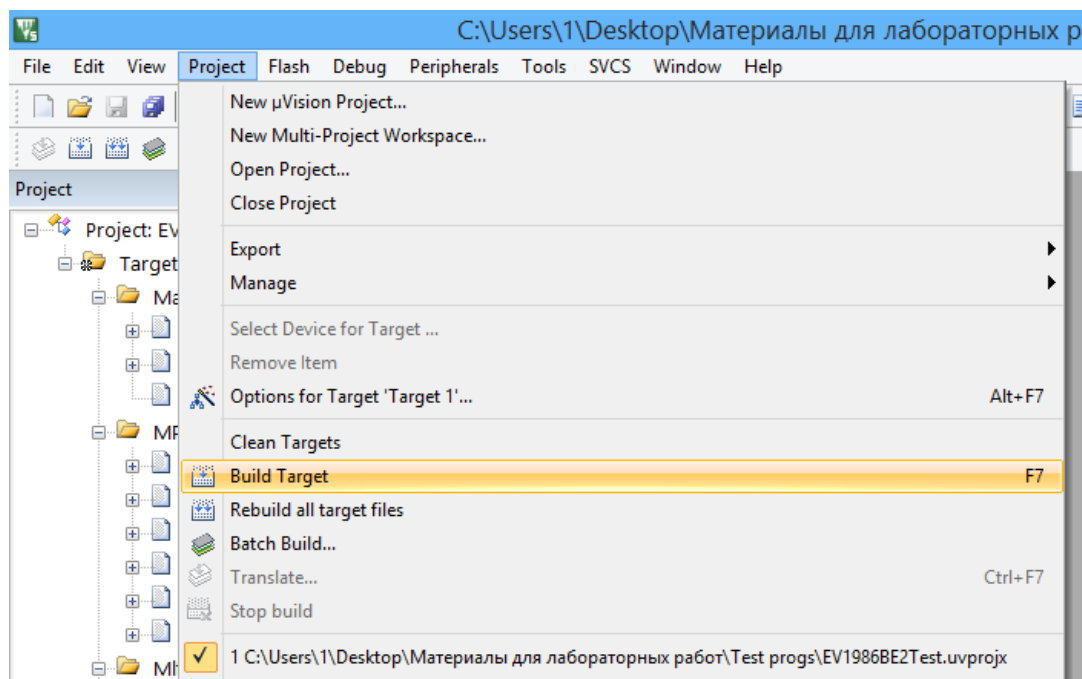 C:\Users\1\Desktop\Материалы для лабораторных р
File Edit View Project Flash Debug Peripherals Tools SVCS Window Help
New µVision Project...
New Multi-Project Workspace...
Open Project...
Close Project
Project
Project: EV
Export
Target
Manage
Ma
Select Device for Target ...
Remove Item
Options for Target 'Target 1'... Alt+F7
MP
Clean Targets
Build Target F7
Rebuild all target files
Batch Build...
Translate... Ctrl+F7
Stop build
1 C:\Users\1\Desktop\Материалы для лабораторных работ\Test progs\EV1986BE2Test.uvprojx